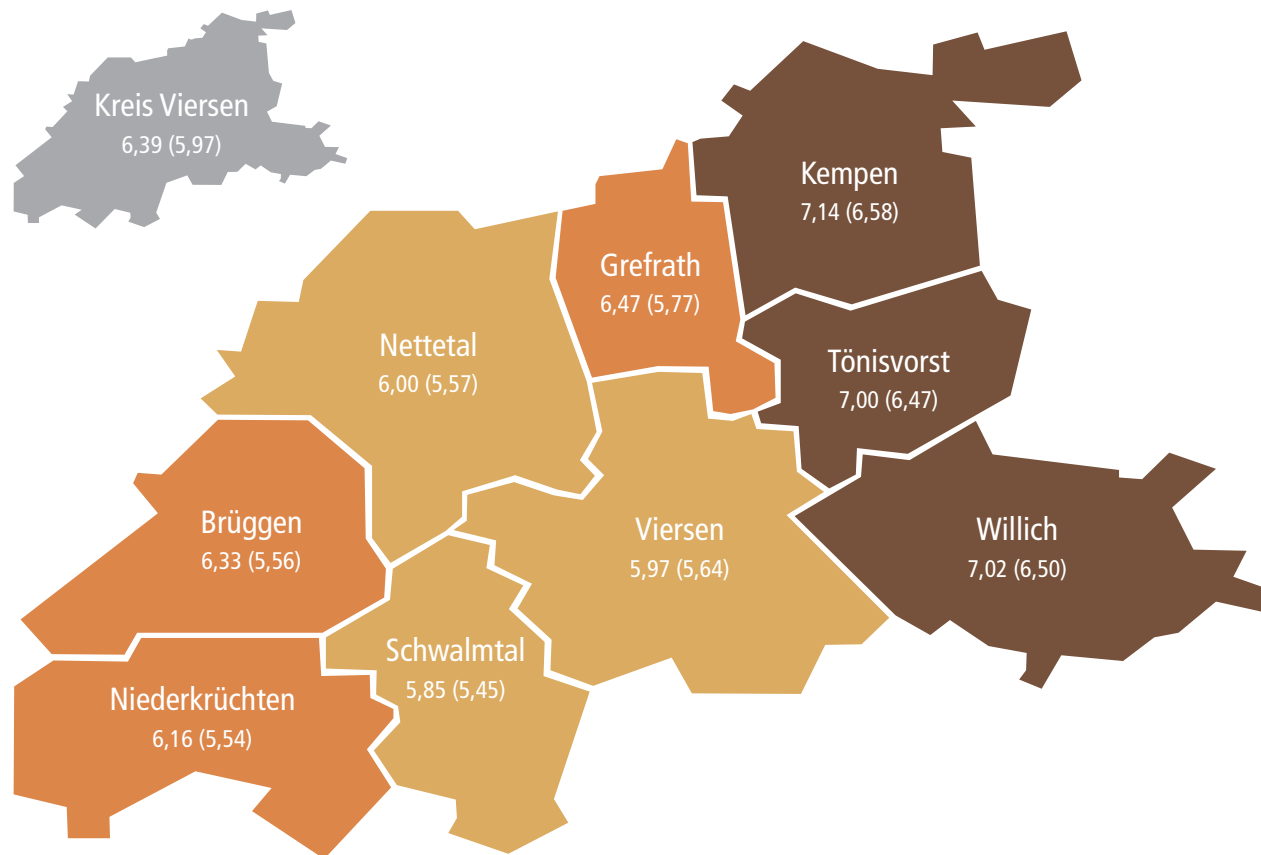 Kreis Viersen
6,39 (5,97)
Kempen
7,14 (6,58)
Grefrath
6,47 (5,77)
Nettetal
6,00 (5,57)
Tönisvorst
7,00 (6,47)
Brüggen
6,33 (5,56)
Viersen
5,97 (5,64)
Willich
7,02 (6,50)
Schwalmtal
5,85 (5,45)
Niederkrüchten
6,16 (5,54)